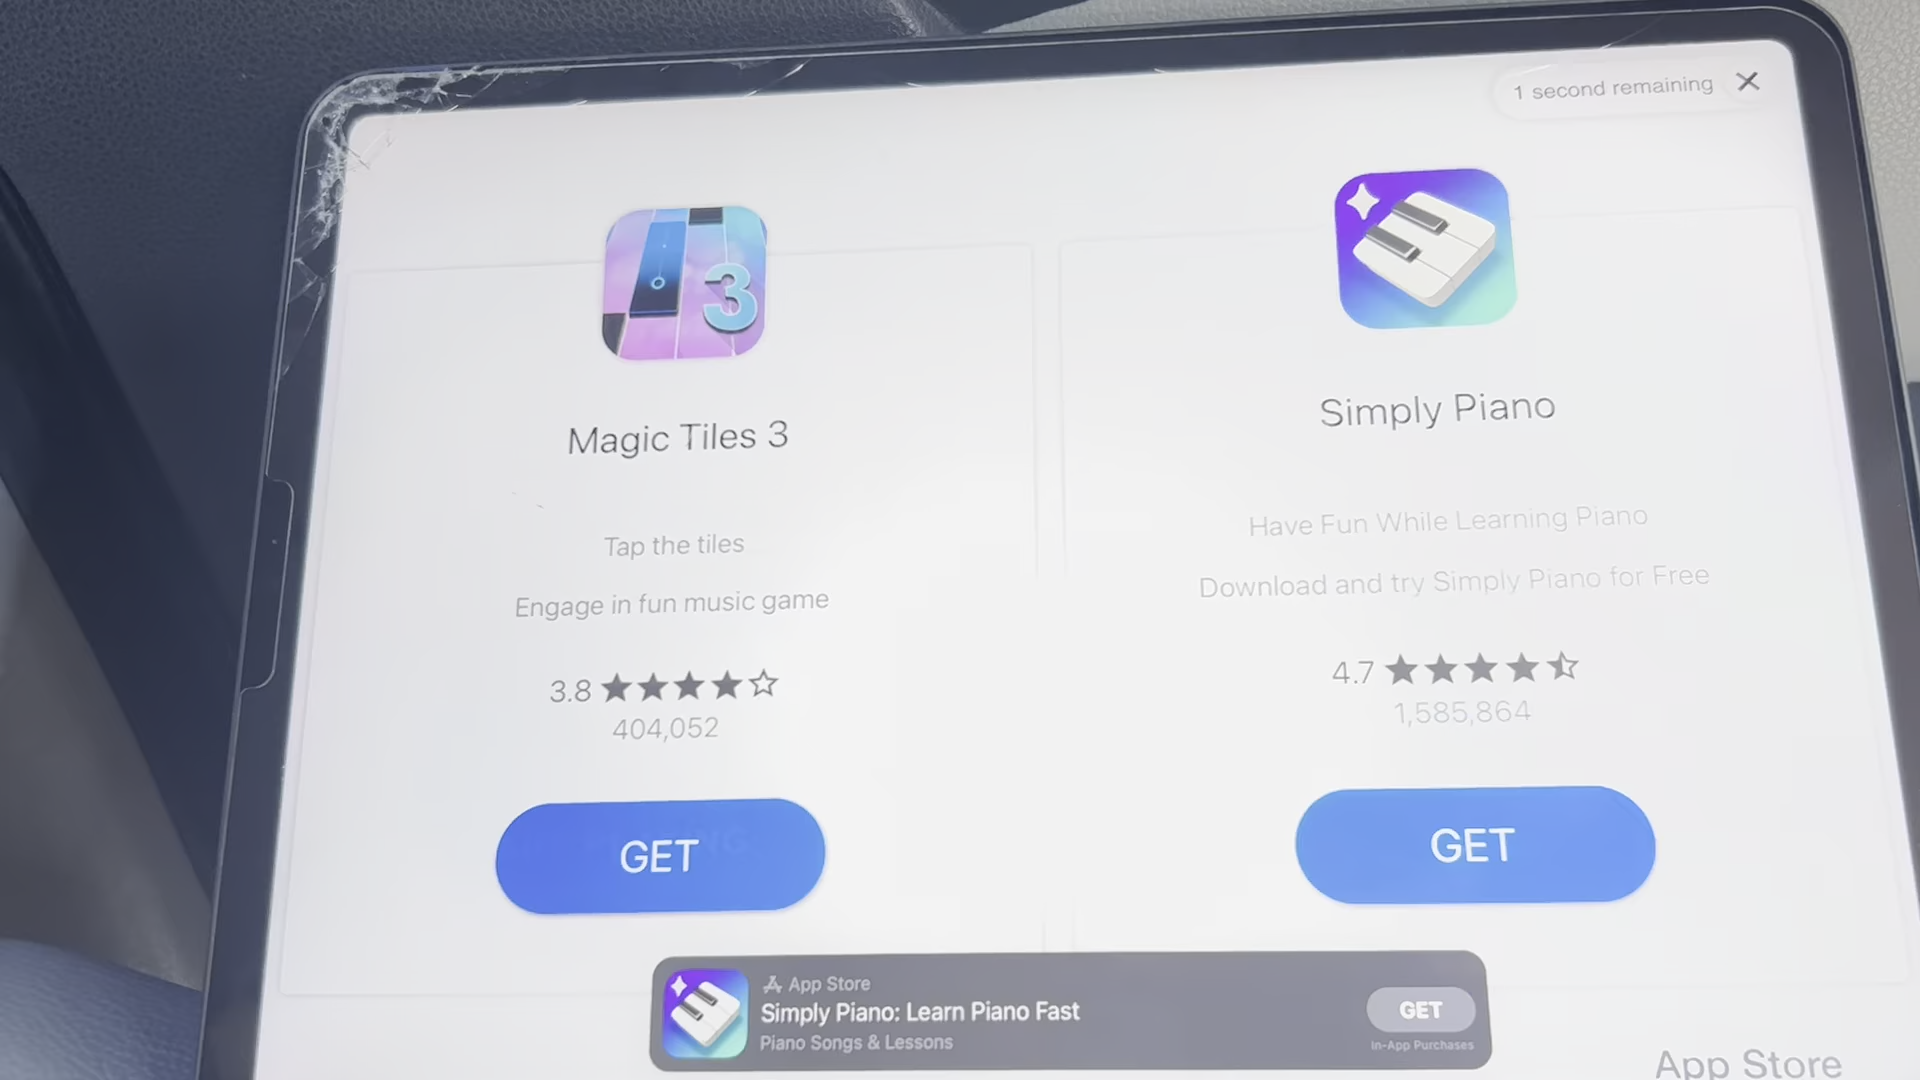 1 second remaining
3
Magic Tiles 3
Tap the tiles
Engage in fun music game
3.8
404,052
GET
Simply Piano
Have Fun While Learning Piano
Download and try Simply Piano for Free
4.7
1,585,864
GET
App Store
Simply Piano: Learn Piano Fast
Piano Songs & Lessons
GET
In-App Purchases
App Store